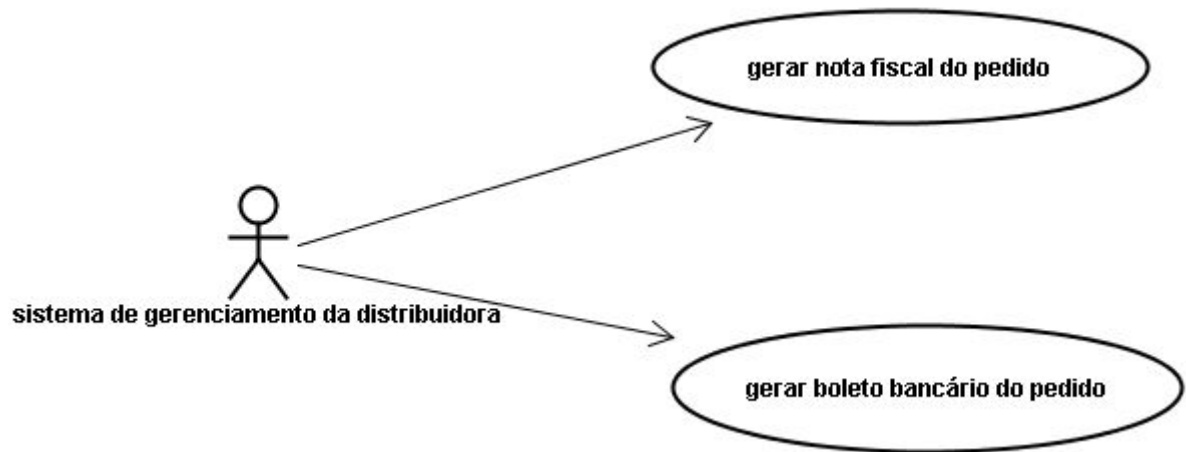 gerar nota fiscal do pedido
sistema de gerenciamento da distribuidora
gerar boleto bancário do pedido